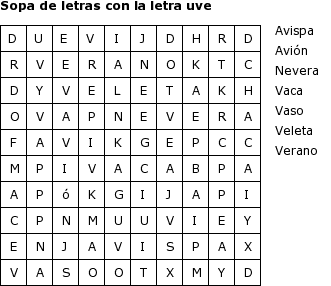 Sopa de letras con la letra uve
D U E V I J D H R D
R V E R A N O K T C
D Y V E L E T A K H
O V A P N E V E R A
F A V I K G E P C C
M P I V A C A B P A
A P ó K G I J A P I
C P N M U U V I E Y
E N J A V I S P A X
V A S O O T X M Y D
Avispa
Avión
Nevera
Vaca
Vaso
Veleta
Verano